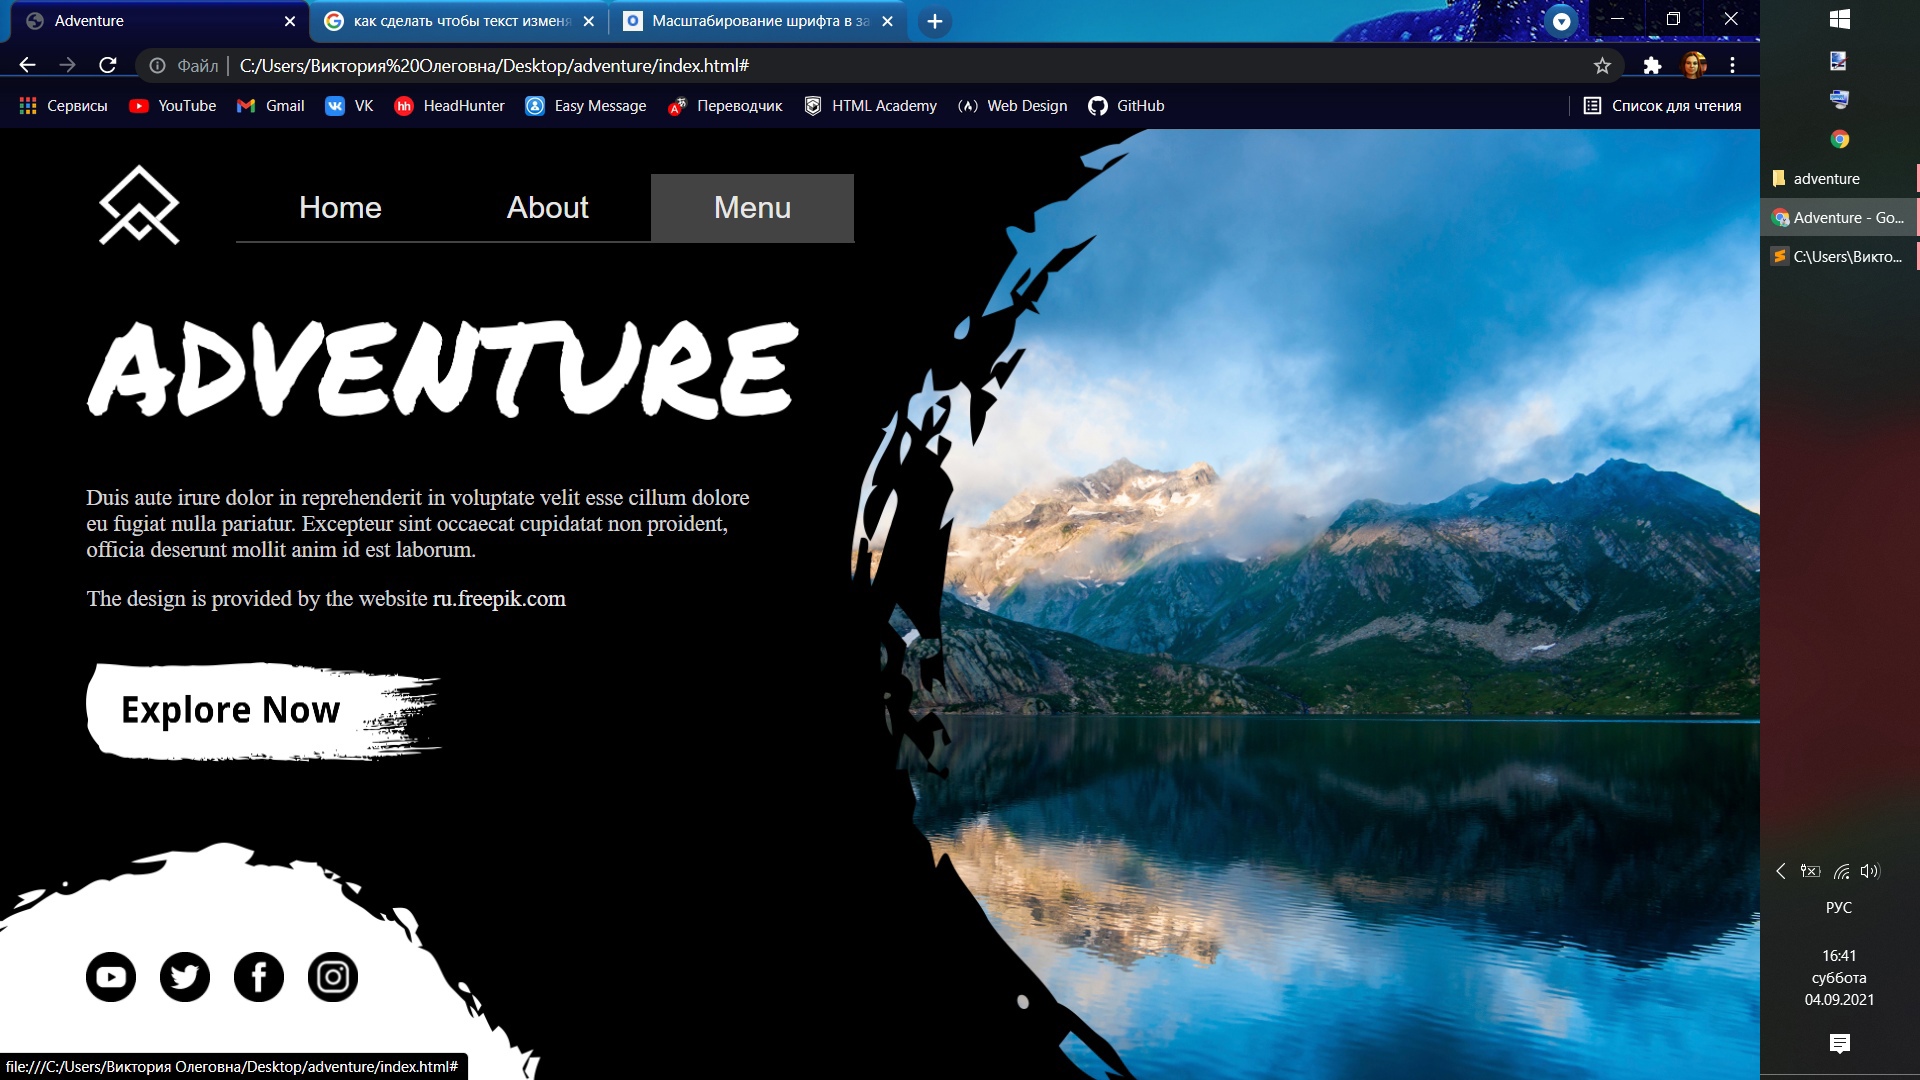 Adventure
как сделать чтобы текст изменя
Масштабирование шрифта в за
Файл
C:/Users/Виктория%20Олеговна/Desktop/adventure/index.html#
Сервисы
YouTube
Gmail
VK
HeadHunter
Easy Message
Переводчик
HTML Academy
Web Design
GitHub
Список для чтения
Home
About
Menu
ADVENTURE
Duis aute irure dolor in reprehenderit in voluptate velit esse cillum dolore
eu fugiat nulla pariatur. Excepteur sint occaecat cupidatat non proident,
officia deserunt mollit anim id est laborum.
The design is provided by the website ru.freepik.com
Explore Now
file:///C:/Users/Виктория Олеговна/Desktop/adventure/index.html#
adventure
Adventure - Go...
C:\Users\Викто...
РУС
16:41
суббота
04.09.2021